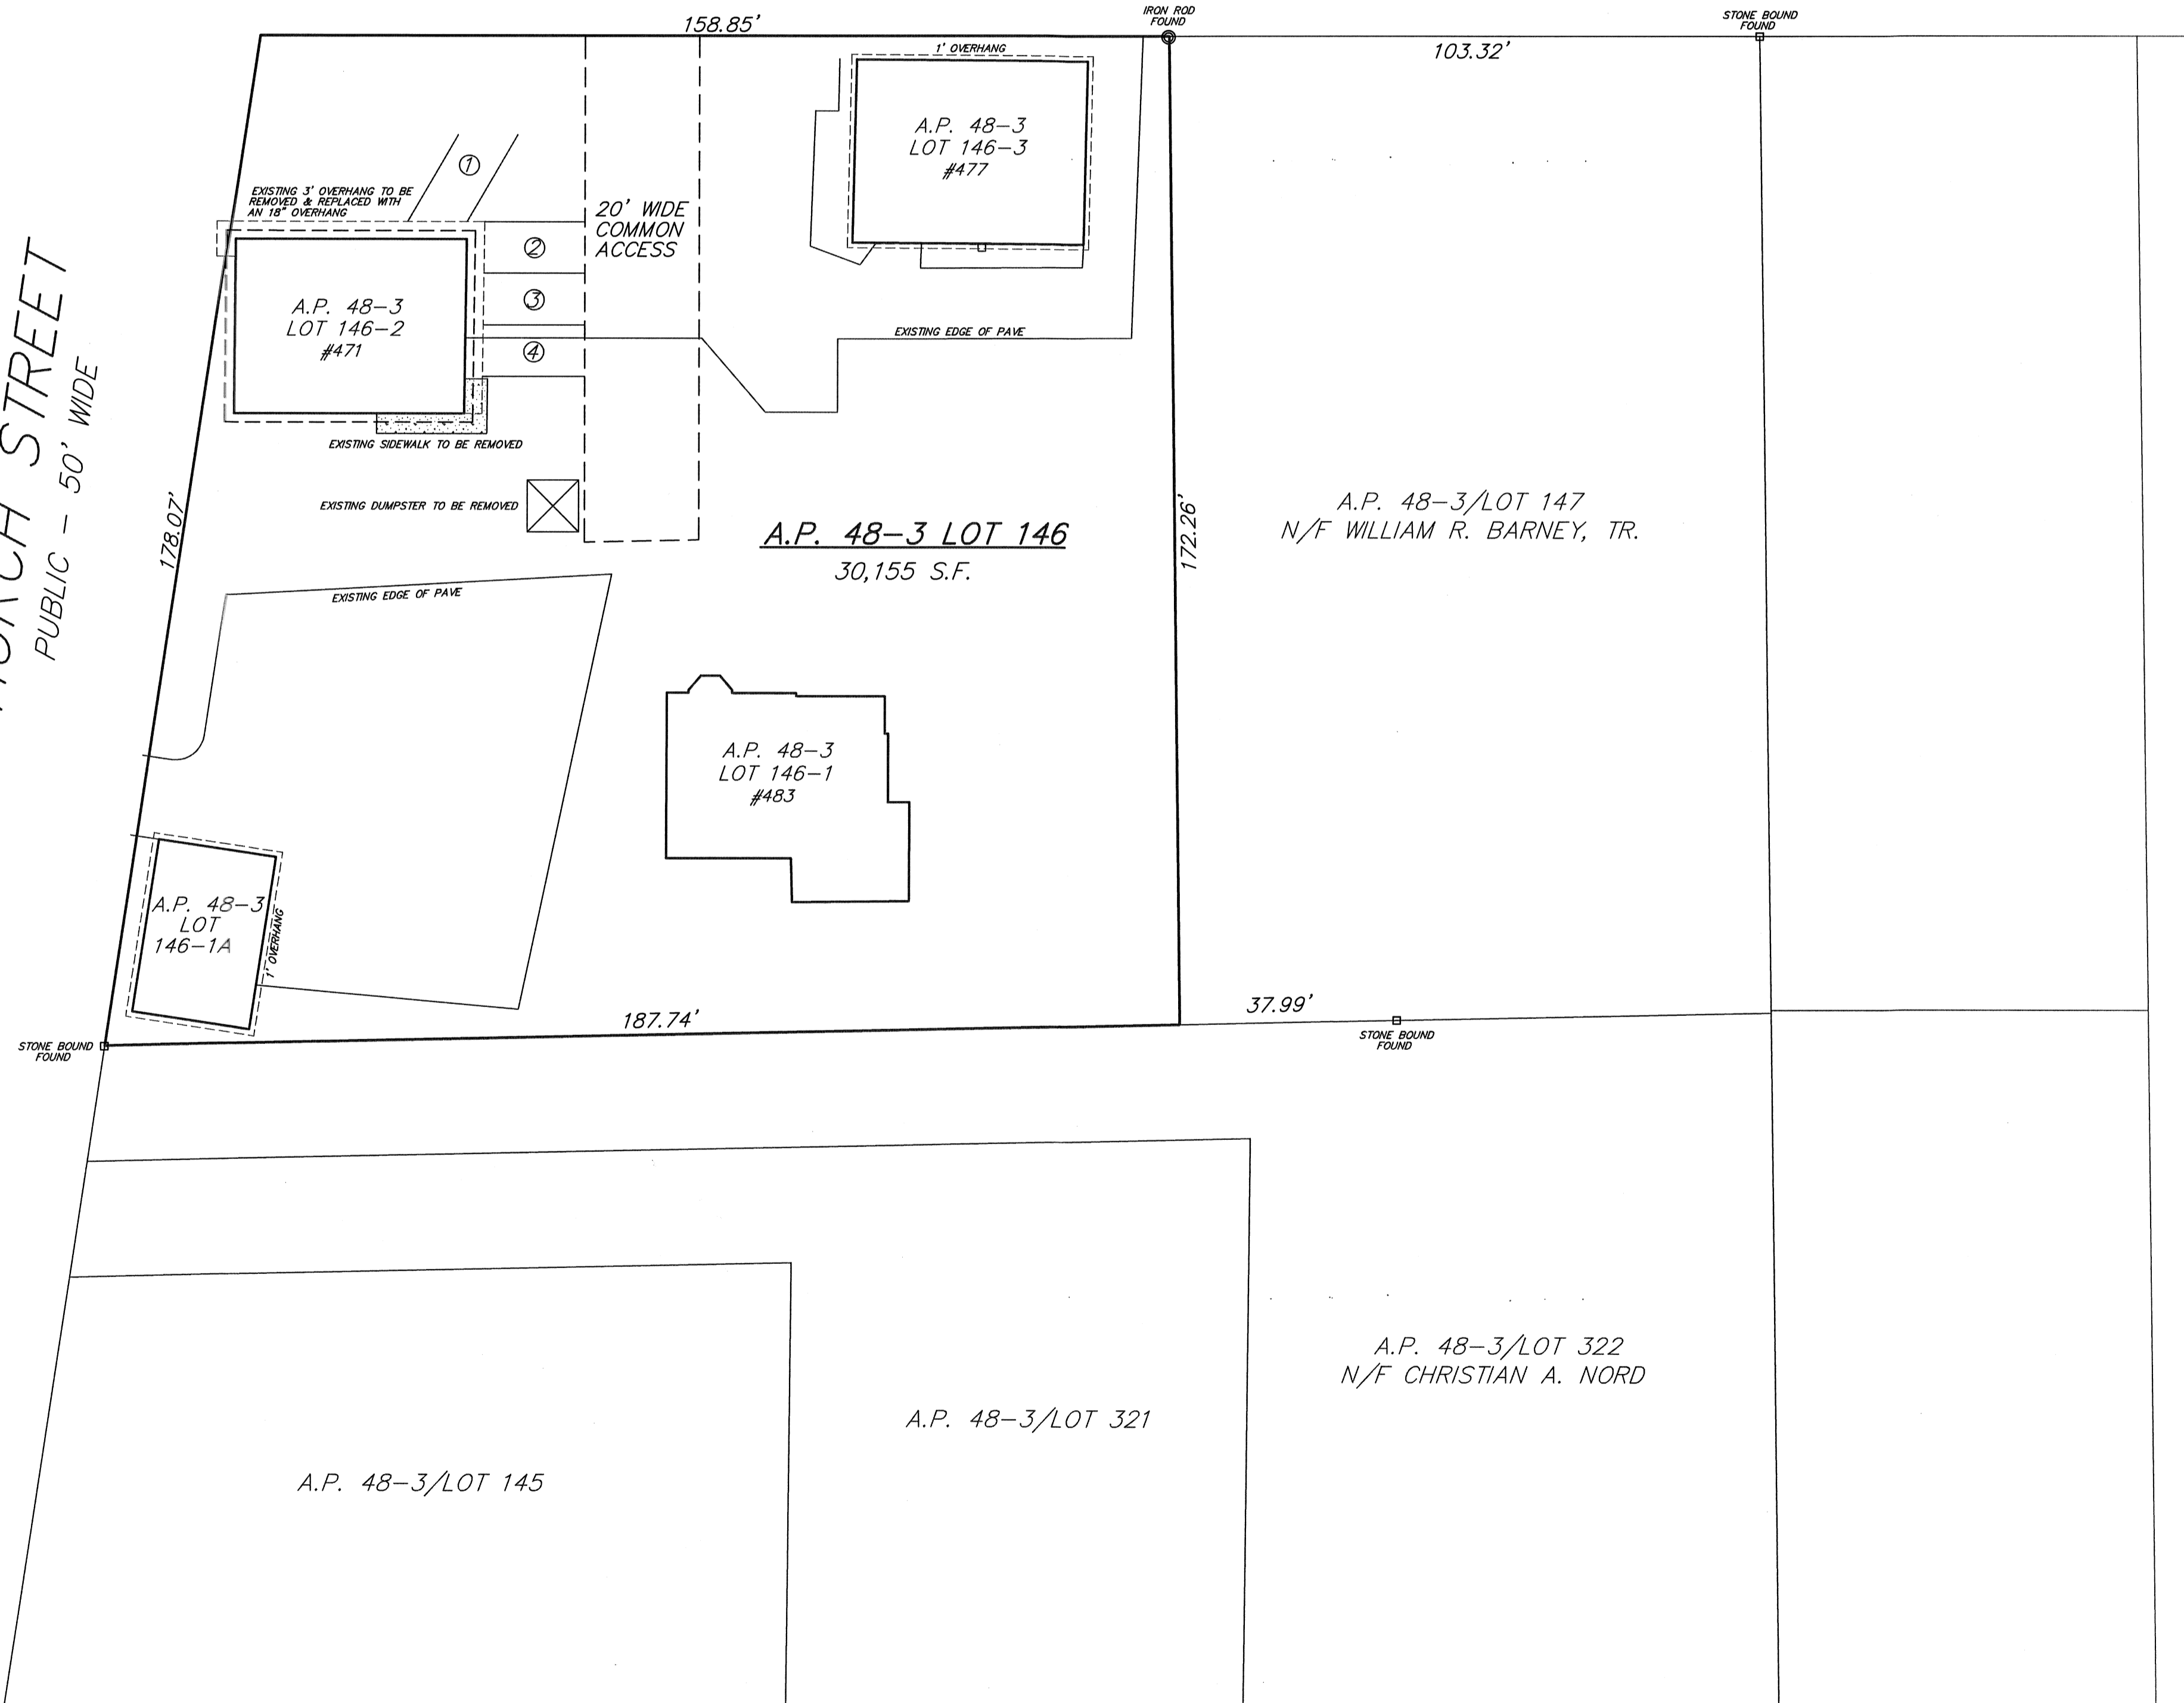 158.85'
IRON ROD
FOUND
STONE BOUND
FOUND
103.32'
1' OVERHANG
A.P. 48-3
LOT 146-3
#477
①
EXISTING 3' OVERHANG TO BE
REMOVED & REPLACED WITH
AN 18" OVERHANG
20' WIDE
COMMON
ACCESS
②
③
④
A.P. 48-3
LOT 146-2
#471
EXISTING EDGE OF PAVE
STREET
PUBLIC - 50' WIDE
EXISTING SIDEWALK TO BE REMOVED
EXISTING DUMPSTER TO BE REMOVED
178.07'
A.P. 48-3 LOT 146
30,155 S.F.
172.26'
A.P. 48-3/LOT 147
N/F WILLIAM R. BARNEY, TR.
EXISTING EDGE OF PAVE
A.P. 48-3
LOT 146-1
#483
A.P. 48-3
LOT
146-1A
1' OVERHANG
187.74'
37.99'
STONE BOUND
FOUND
STONE BOUND
FOUND
A.P. 48-3/LOT 322
N/F CHRISTIAN A. NORD
A.P. 48-3/LOT 321
A.P. 48-3/LOT 145